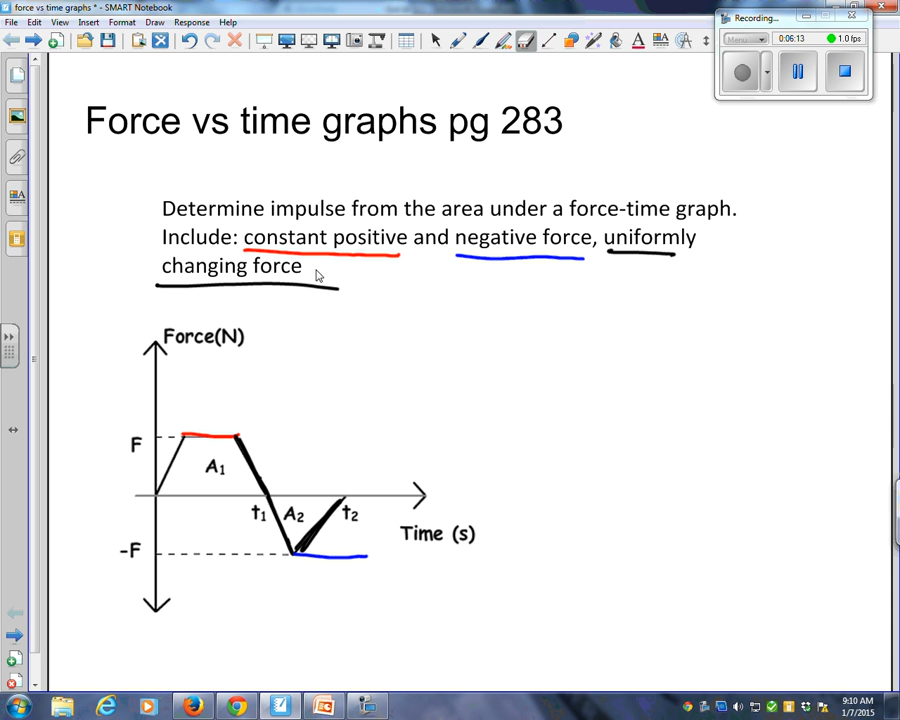 force vs time graphs * - SMART Notebook
File Edit View Insert Format Draw Response Help
Recording...
Menu
0:06:13
1.0 fps
Force vs time graphs pg 283
Determine impulse from the area under a force-time graph.
Include: constant positive and negative force, uniformly
changing force
Force(N)
F
A1
t1
A2
t2
Time (s)
-F
9:10 AM
1/7/2015